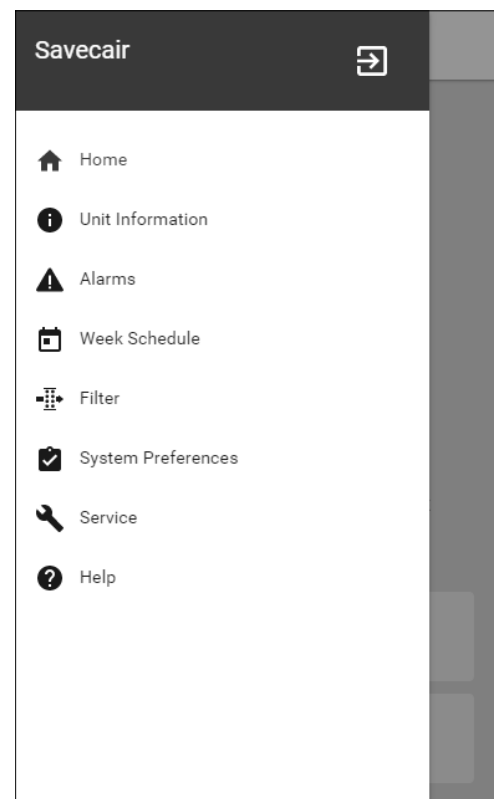 Savecair
Home
Unit Information
Alarms
Week Schedule
Filter
System Preferences
Service
Help